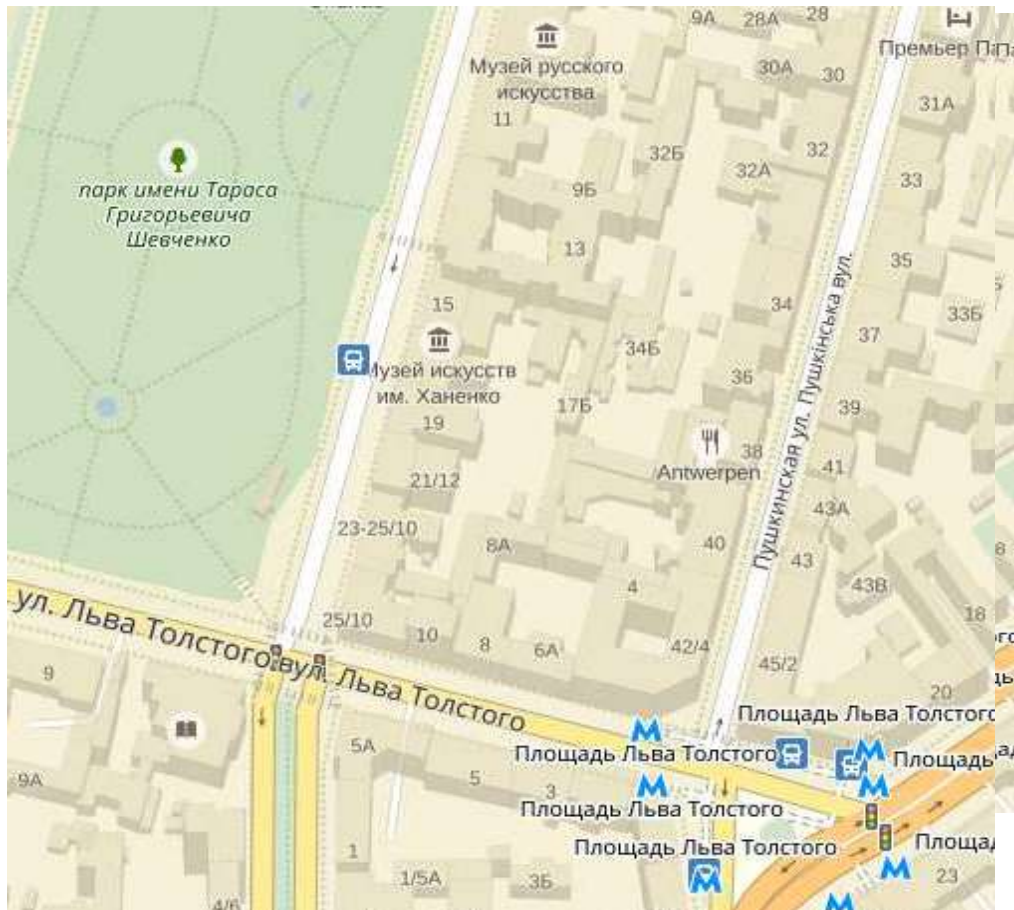 9А
28А
28
Премьер
Музей русского
искусства
30А
30
31А
11
32Б
32
32А
33
парк имени Тараса
Григорьевича
Шевченко
9Б
13
35
15
34
33Б
37
34Б
Музей искусств
им. Ханенко
36
17Б
39
19
38
Antwerpen
41
21/12
43А
Пушкинская ул. Пушкінська вул.
23-25/10
8А
40
43
8
4
43В
18
ул. Льва Толстого вул. Льва Толстого
25/10
10
8
6А
42/4
45/2
9
20
Площадь Льва Толстого
5А
Площадь Льва Толстого
Площадь
9А
5
3
Площадь Льва Толстого
1
Площадь Льва Толстого
1/5А
3Б
23
4/6